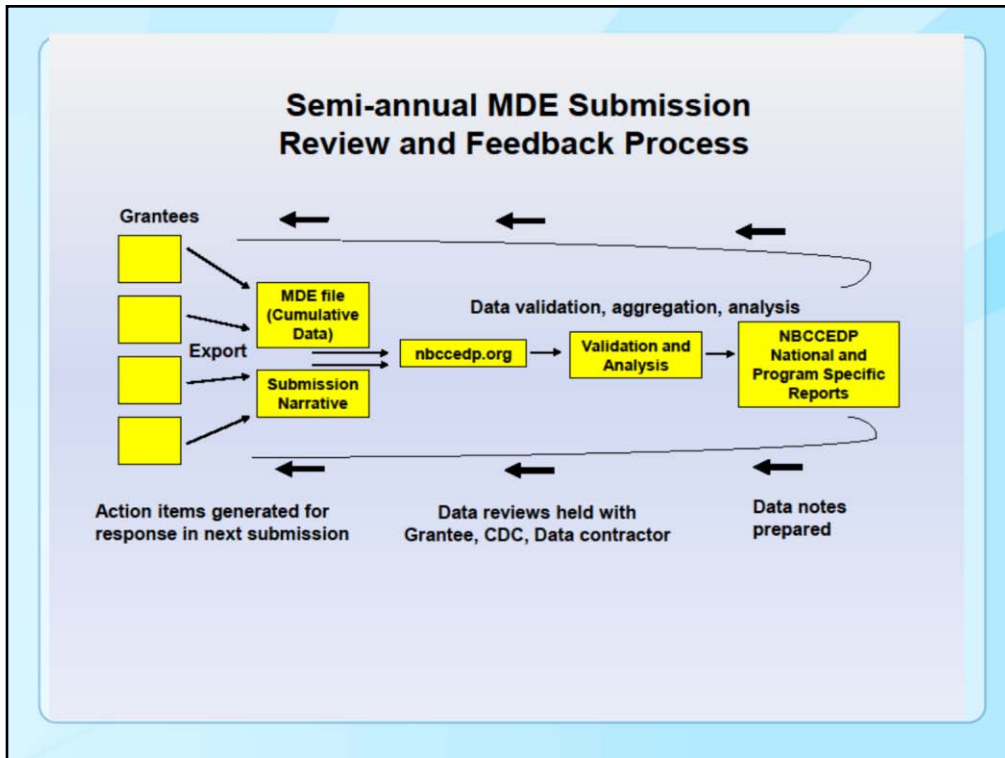 Semi-annual MDE Submission
Review and Feedback Process
Grantees
MDE file
(Cumulative
Data)
Export
Submission
Narrative
Data validation, aggregation, analysis
nbccedp.org
Validation and
Analysis
NBCCEDP
National and
Program Specific
Reports
Action items generated for
response in next submission
Data reviews held with
Grantee, CDC, Data contractor
Data notes
prepared